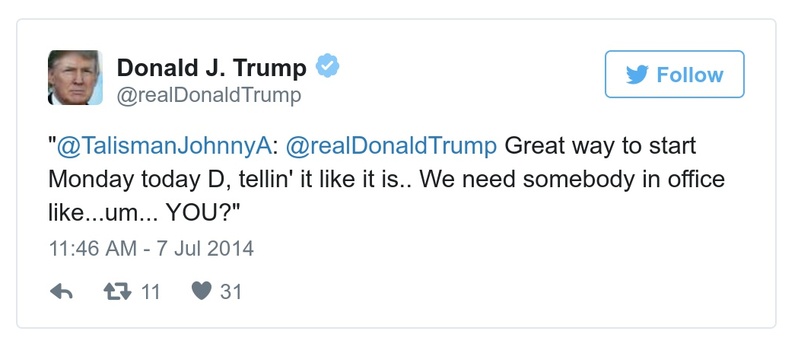 Donald J. Trump
@realDonaldTrump
Follow
"@TalismanJohnnyA: @realDonaldTrump Great way to start
Monday today D, tellin' it like it is.. We need somebody in office
like...um... YOU?"
11:46 AM - 7 Jul 2014
11 31